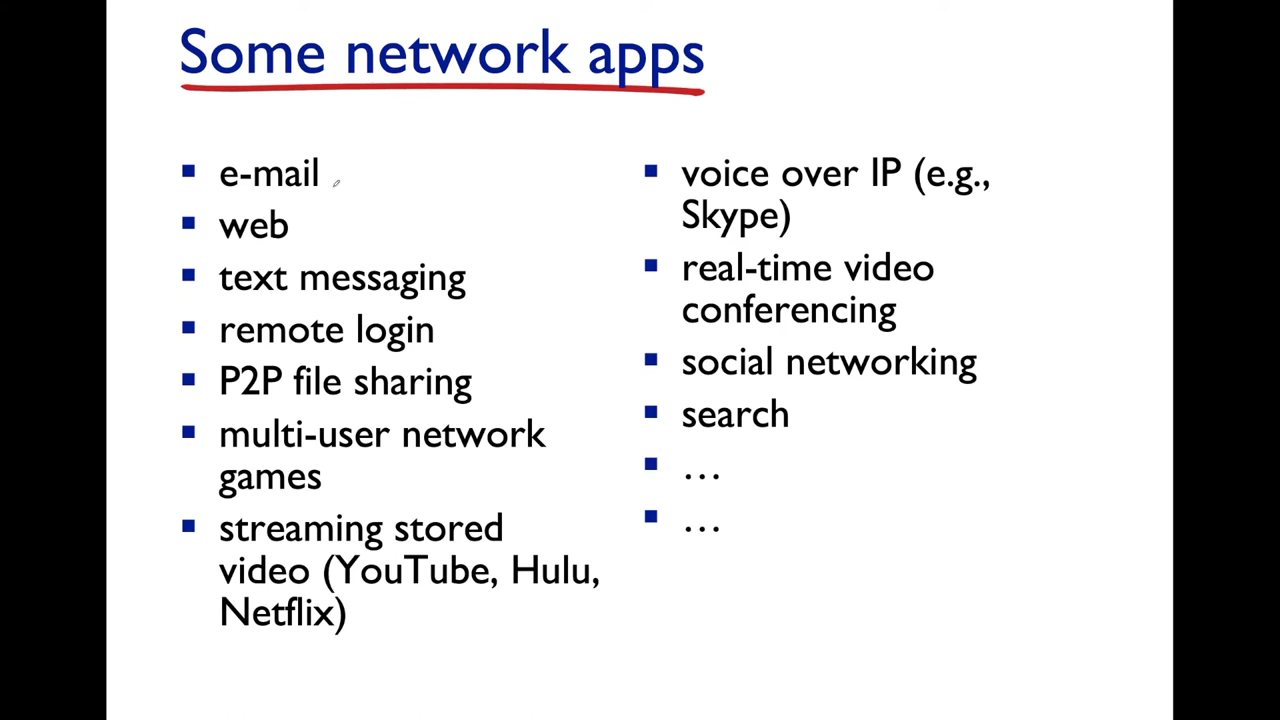 Some network apps
e-mail
web
text messaging
remote login
P2P file sharing
multi-user network
games
streaming stored
video (YouTube, Hulu,
Netflix)
voice over IP (e.g.,
Skype)
real-time video
conferencing
social networking
search
…
…